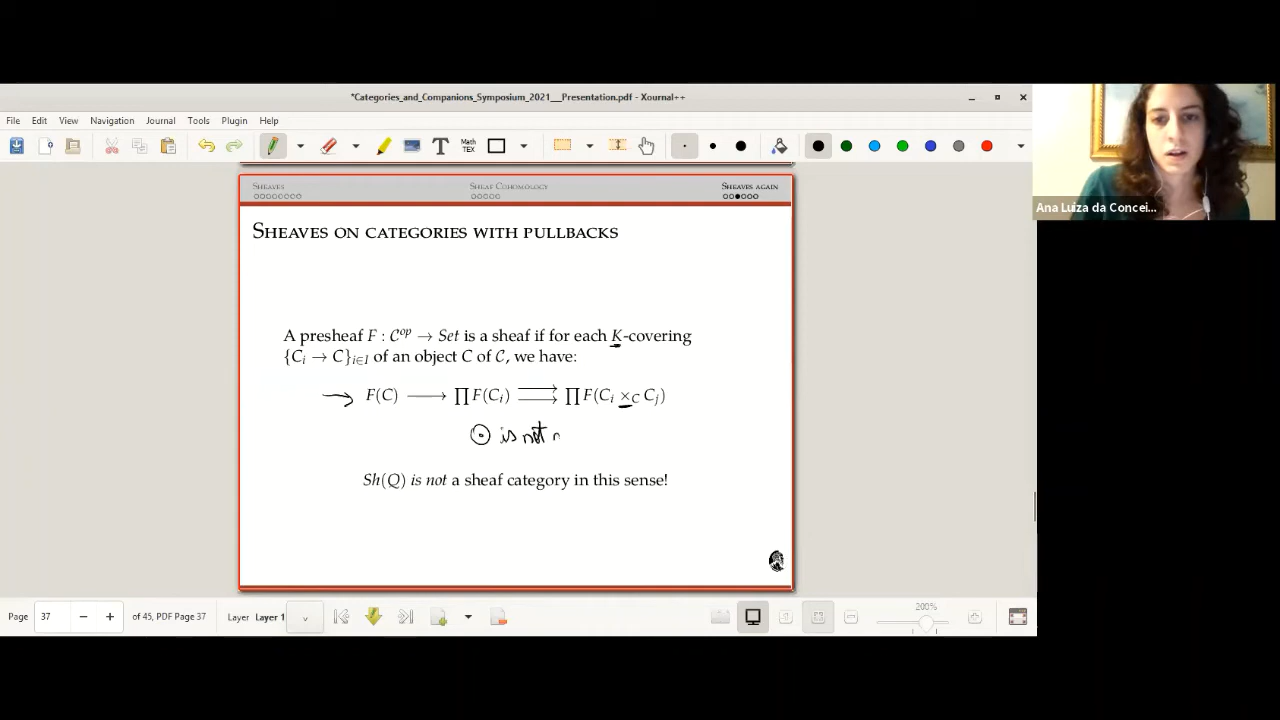 *Categories_and_Companions_Symposium_2021__Presentation.pdf - Xournal++
File Edit View Navigation Journal Tools Plugin Help
Math TEX
Ana Luiza da Concei...
SHEAVES SHEAF COHOMOLOGY SHEAVES AGAIN
SHEAVES ON CATEGORIES WITH PULLBACKS
A presheaf F : 𝒞^op → Set is a sheaf if for each K-covering
{C_i → C}_{i∈I} of an object C of 𝒞, we have:
→ F(C) ⟶ ∏ F(C_i) ⇉ ∏ F(C_i ×_C C_j)
⊙ is not
Sh(Q) is not a sheaf category in this sense!
Page 37 of 45, PDF Page 37 Layer Layer 1 200%